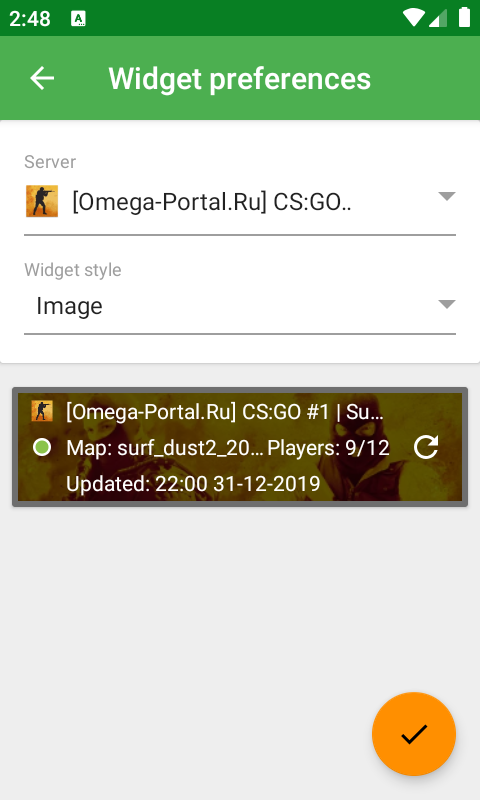 2:48
Widget preferences
Server
[Omega-Portal.Ru] CS:GO..
Widget style
Image
[Omega-Portal.Ru] CS:GO #1 | Su...
Map: surf_dust2_20... Players: 9/12
Updated: 22:00 31-12-2019